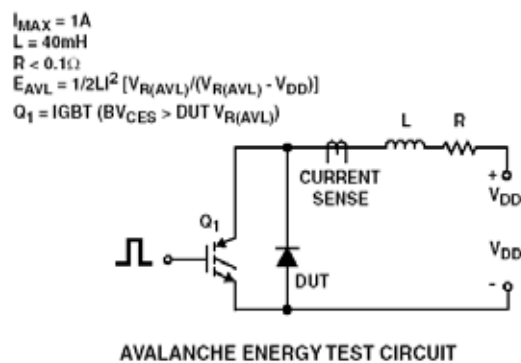 IMAX = 1A
L = 40mH
R < 0.1Ω
EAVL = 1/2LI² [VR(AVL)/(VR(AVL) - VDD)]
Q1 = IGBT (BVCES > DUT VR(AVL))
L R
CURRENT
SENSE
+
VDD
Q1
VDD
DUT
-
AVALANCHE ENERGY TEST CIRCUIT